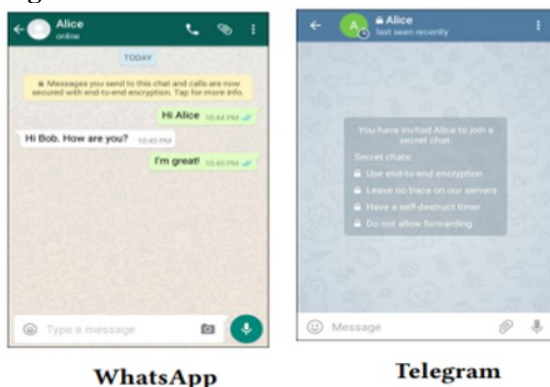 Alice
online
TODAY
Messages you send to this chat and calls are now
secured with end-to-end encryption. Tap for more info.
Hi Alice 10:44 PM
Hi Bob. How are you? 10:45 PM
I'm great! 10:45 PM
Type a message
WhatsApp
Alice
last seen recently
You have invited Alice to join a
secret chat.
Secret chats:
Use end-to-end encryption
Leave no trace on our servers
Have a self-destruct timer
Do not allow forwarding
Message
Telegram